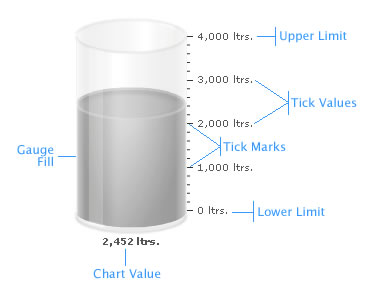 4,000 ltrs.
Upper Limit
3,000 ltrs.
Tick Values
2,000 ltrs.
Tick Marks
Gauge
Fill
1,000 ltrs.
0 ltrs.
Lower Limit
2,452 ltrs.
Chart Value